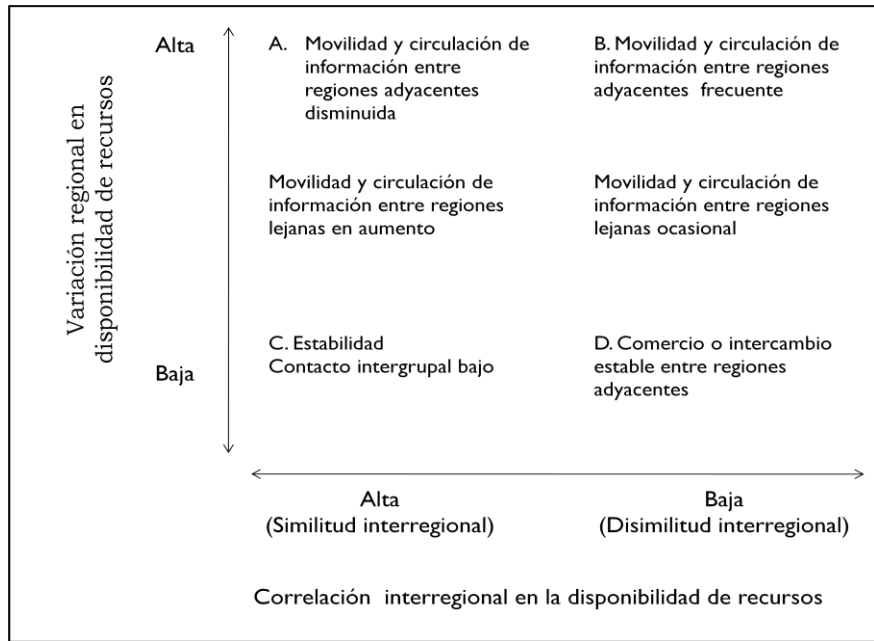 Variación regional en
disponibilidad de recursos
Alta
A. Movilidad y circulación de
información entre
regiones adyacentes
disminuida
Movilidad y circulación de
información entre regiones
lejanas en aumento
B. Movilidad y circulación de
información entre regiones
adyacentes frecuente
Movilidad y circulación de
información entre regiones
lejanas ocasional
Baja
C. Estabilidad
Contacto intergrupal bajo
D. Comercio o intercambio
estable entre regiones
adyacentes
Alta
(Similitud interregional)
Baja
(Disimilitud interregional)
Correlación interregional en la disponibilidad de recursos